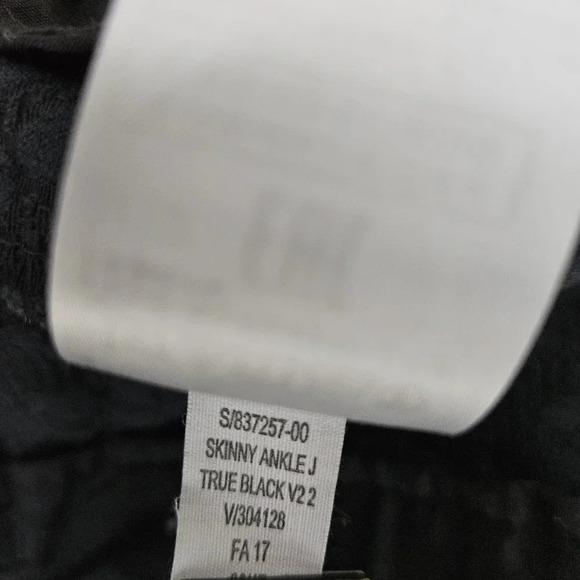 S/837257-00
SKINNY ANKLE J
TRUE BLACK V2 2
V/304128
FA 17